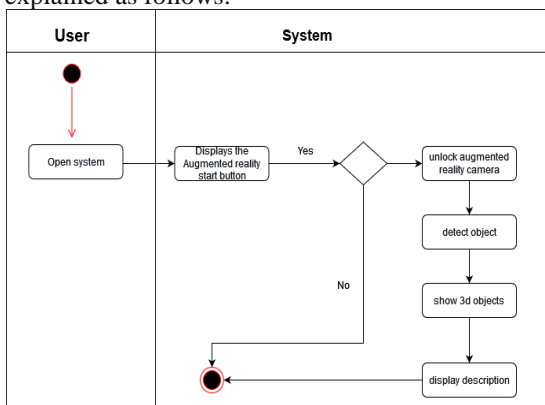 explained as follows:
User
System
Open system
Displays the
Augmented reality
start button
Yes
unlock augmented
reality camera
detect object
No
show 3d objects
display description